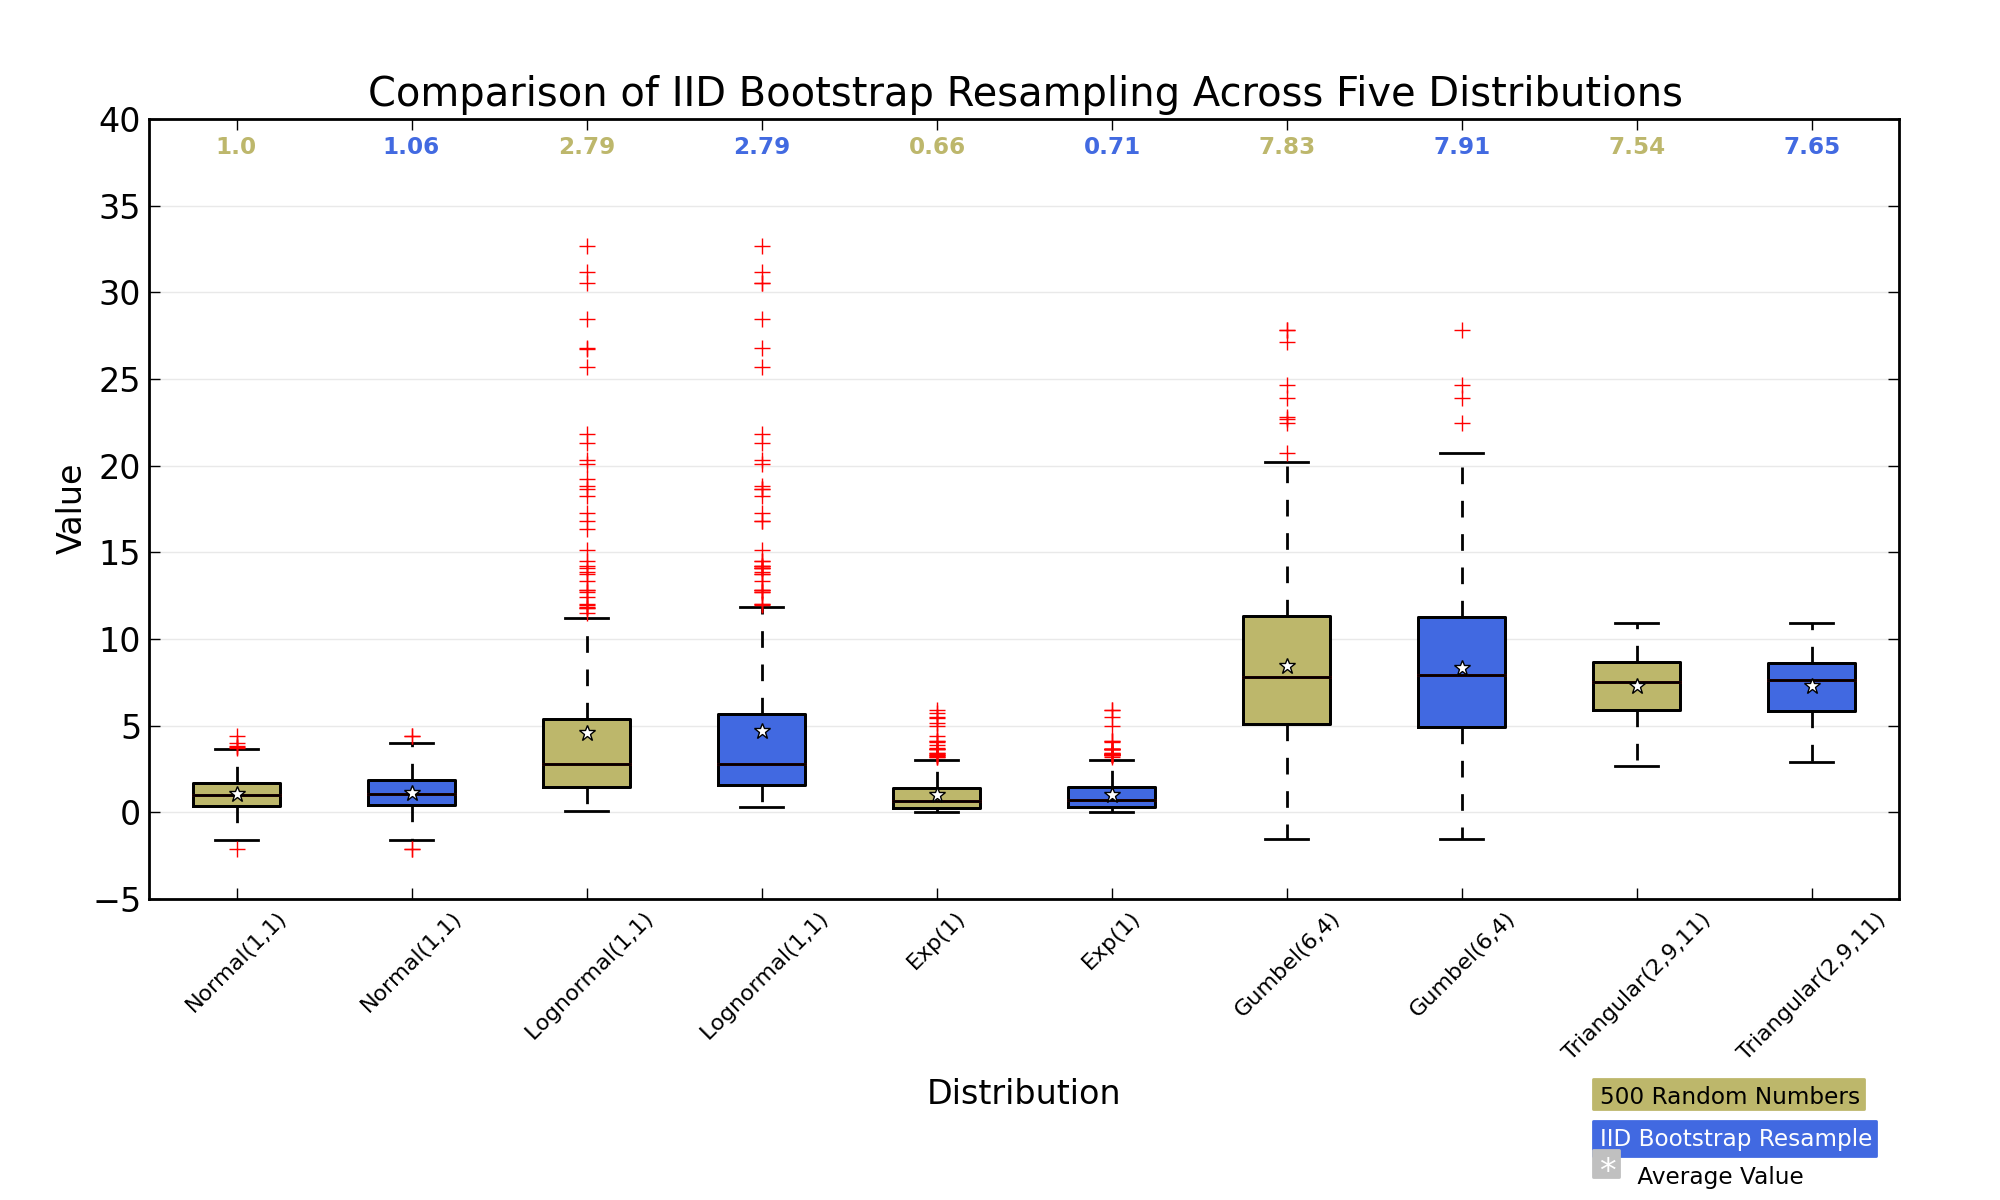 Comparison of IID Bootstrap Resampling Across Five Distributions
40
1.0 1.06 2.79 2.79 0.66 0.71 7.83 7.91 7.54 7.65
35
30
25
20
15
10
5
0
−5
Value
Normal(1,1) Normal(1,1) Lognormal(1,1) Lognormal(1,1) Exp(1) Exp(1) Gumbel(6,4) Gumbel(6,4) Triangular(2,9,11) Triangular(2,9,11)
Distribution
500 Random Numbers
IID Bootstrap Resample
* Average Value